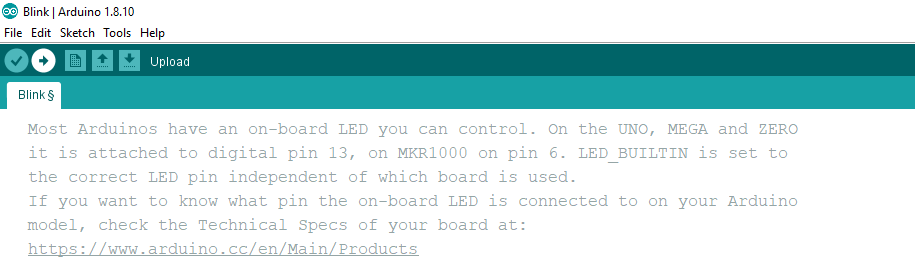 Blink | Arduino 1.8.10
File Edit Sketch Tools Help
Upload
Blink §
Most Arduinos have an on-board LED you can control. On the UNO, MEGA and ZERO
it is attached to digital pin 13, on MKR1000 on pin 6. LED_BUILTIN is set to
the correct LED pin independent of which board is used.
If you want to know what pin the on-board LED is connected to on your Arduino
model, check the Technical Specs of your board at:
https://www.arduino.cc/en/Main/Products